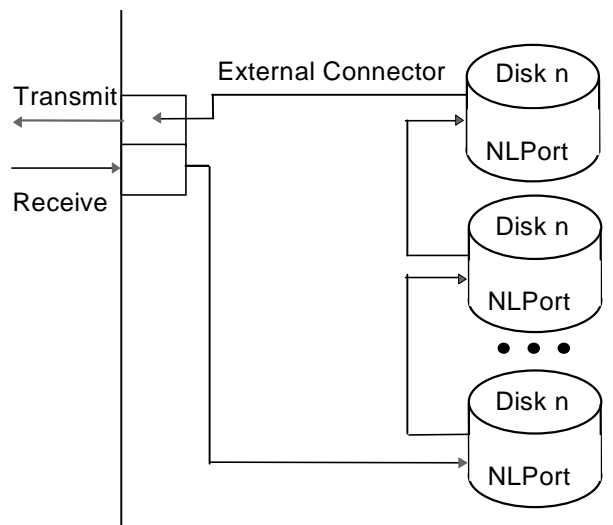 External Connector
Transmit
Receive
Disk n
NLPort
Disk n
NLPort
Disk n
NLPort